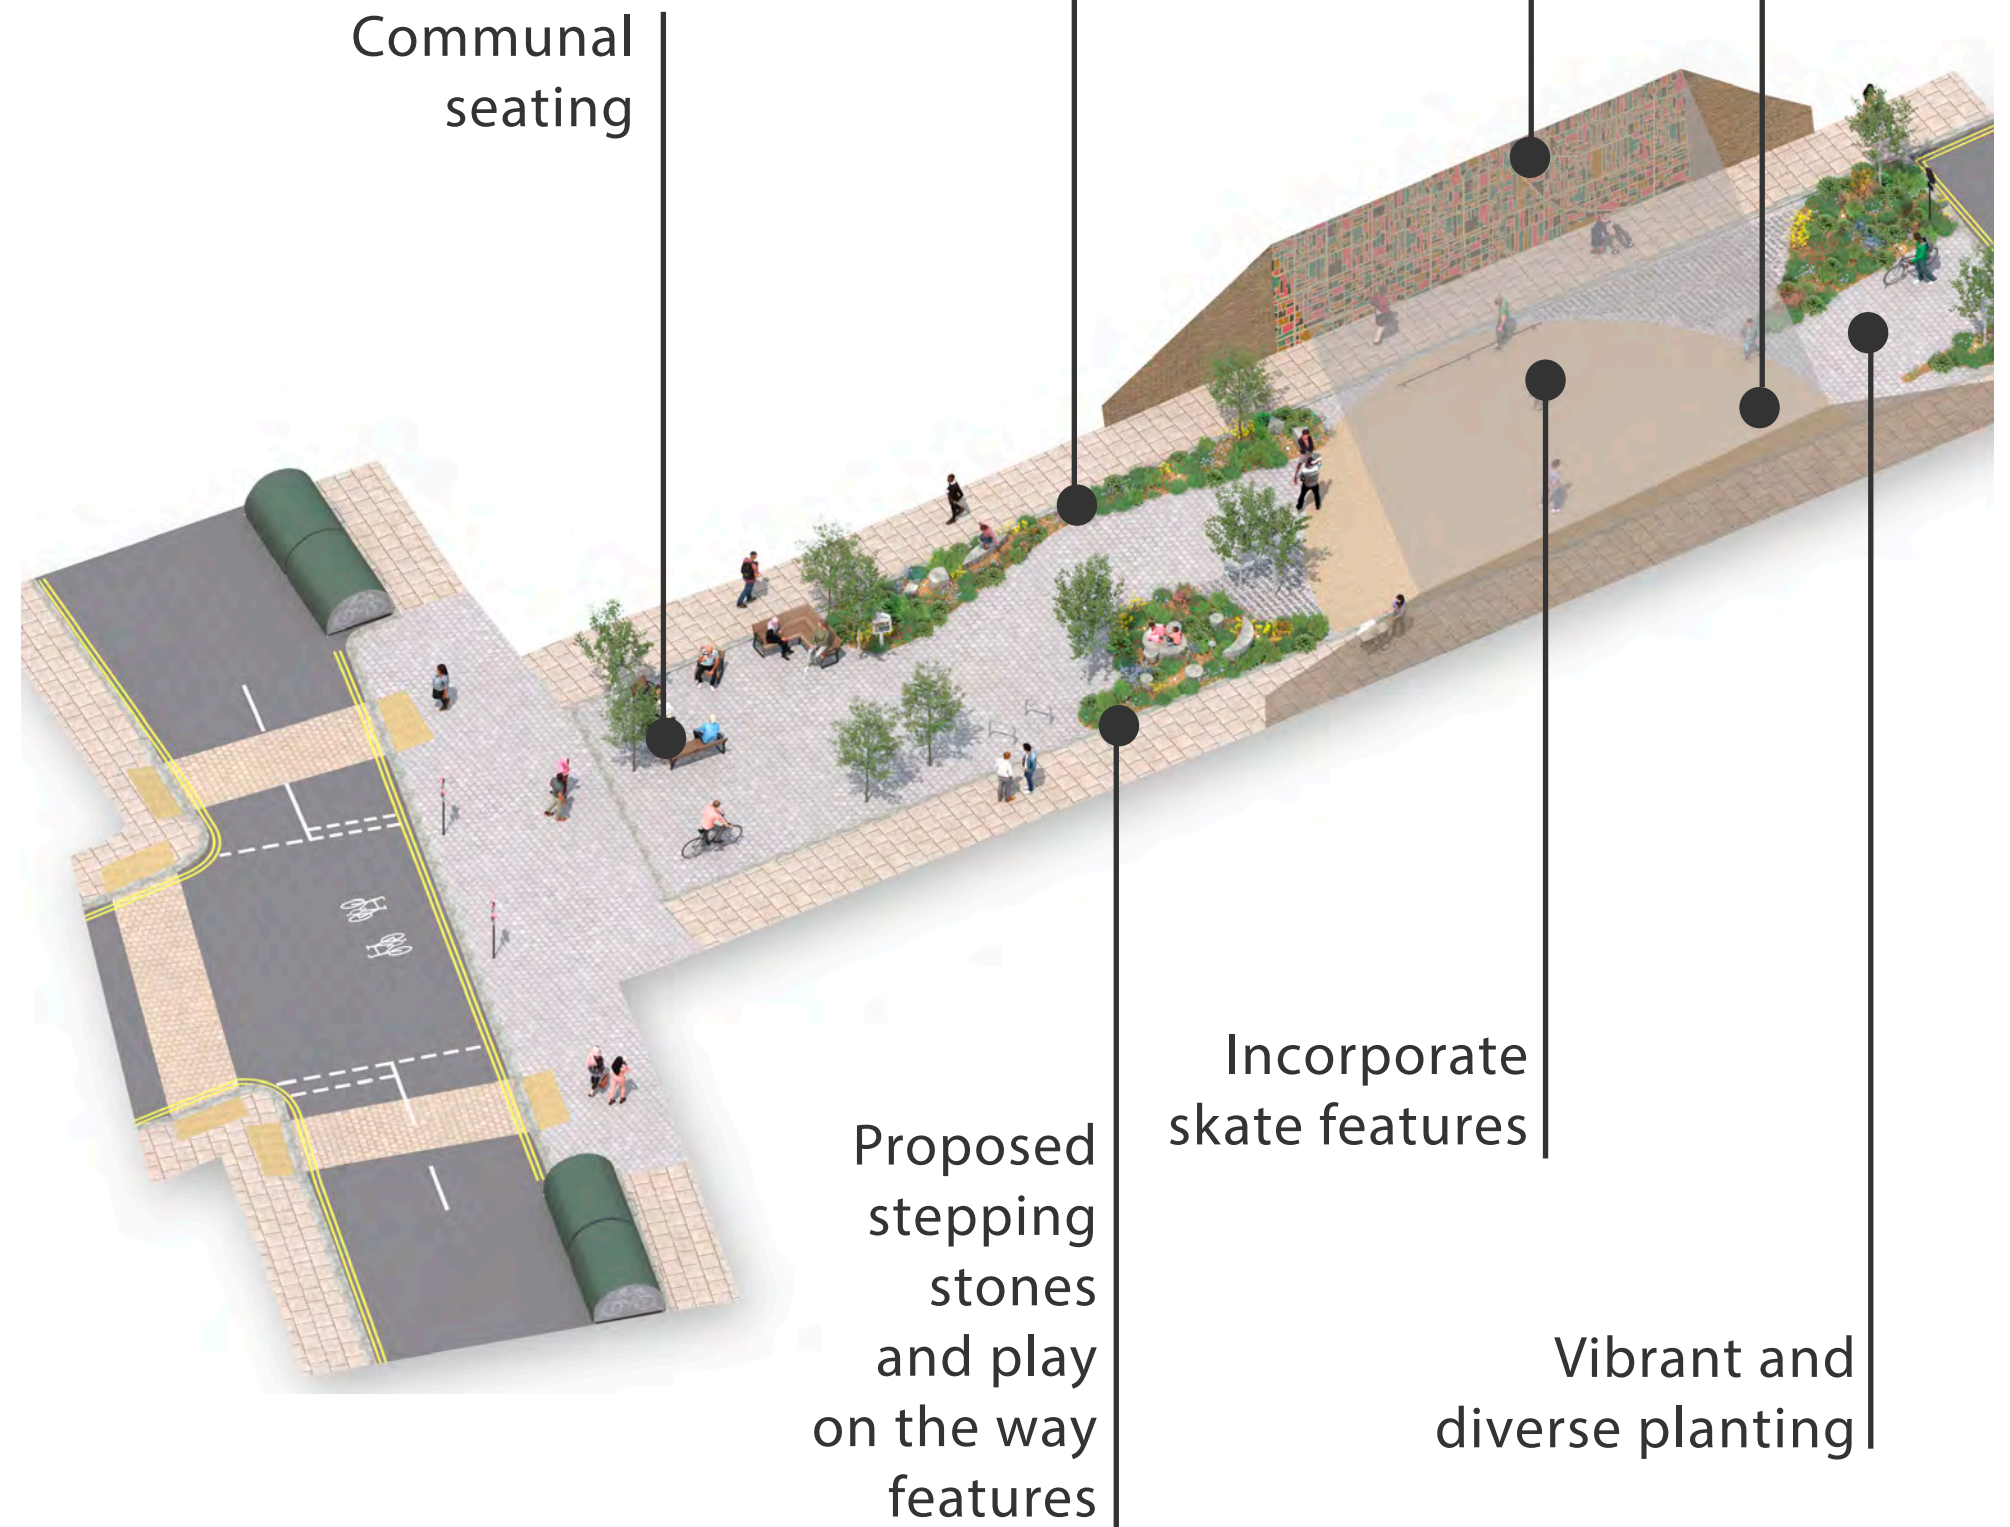 Communal
seating
Incorporate
skate features
Proposed
stepping
stones
and play
on the way
features
Vibrant and
diverse planting